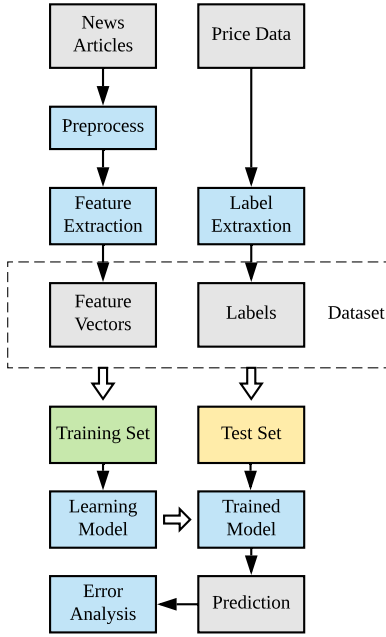 News
Articles
Price Data
Preprocess
Feature
Extraction
Label
Extraxtion
Feature
Vectors
Labels
Dataset
Training Set
Test Set
Learning
Model
Trained
Model
Error
Analysis
Prediction